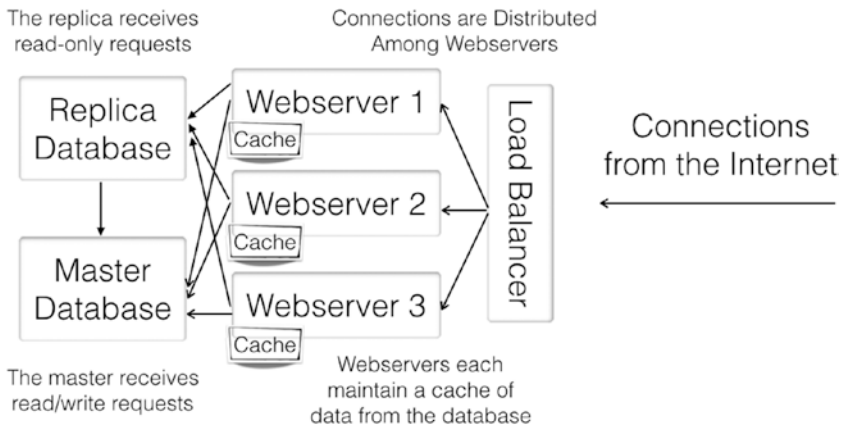 The replica receives
read-only requests
Connections are Distributed
Among Webservers
Replica
Database
Webserver 1
Cache
Webserver 2
Cache
Master
Database
Webserver 3
Cache
Load Balancer
Connections
from the Internet
The master receives
read/write requests
Webservers each
maintain a cache of
data from the database